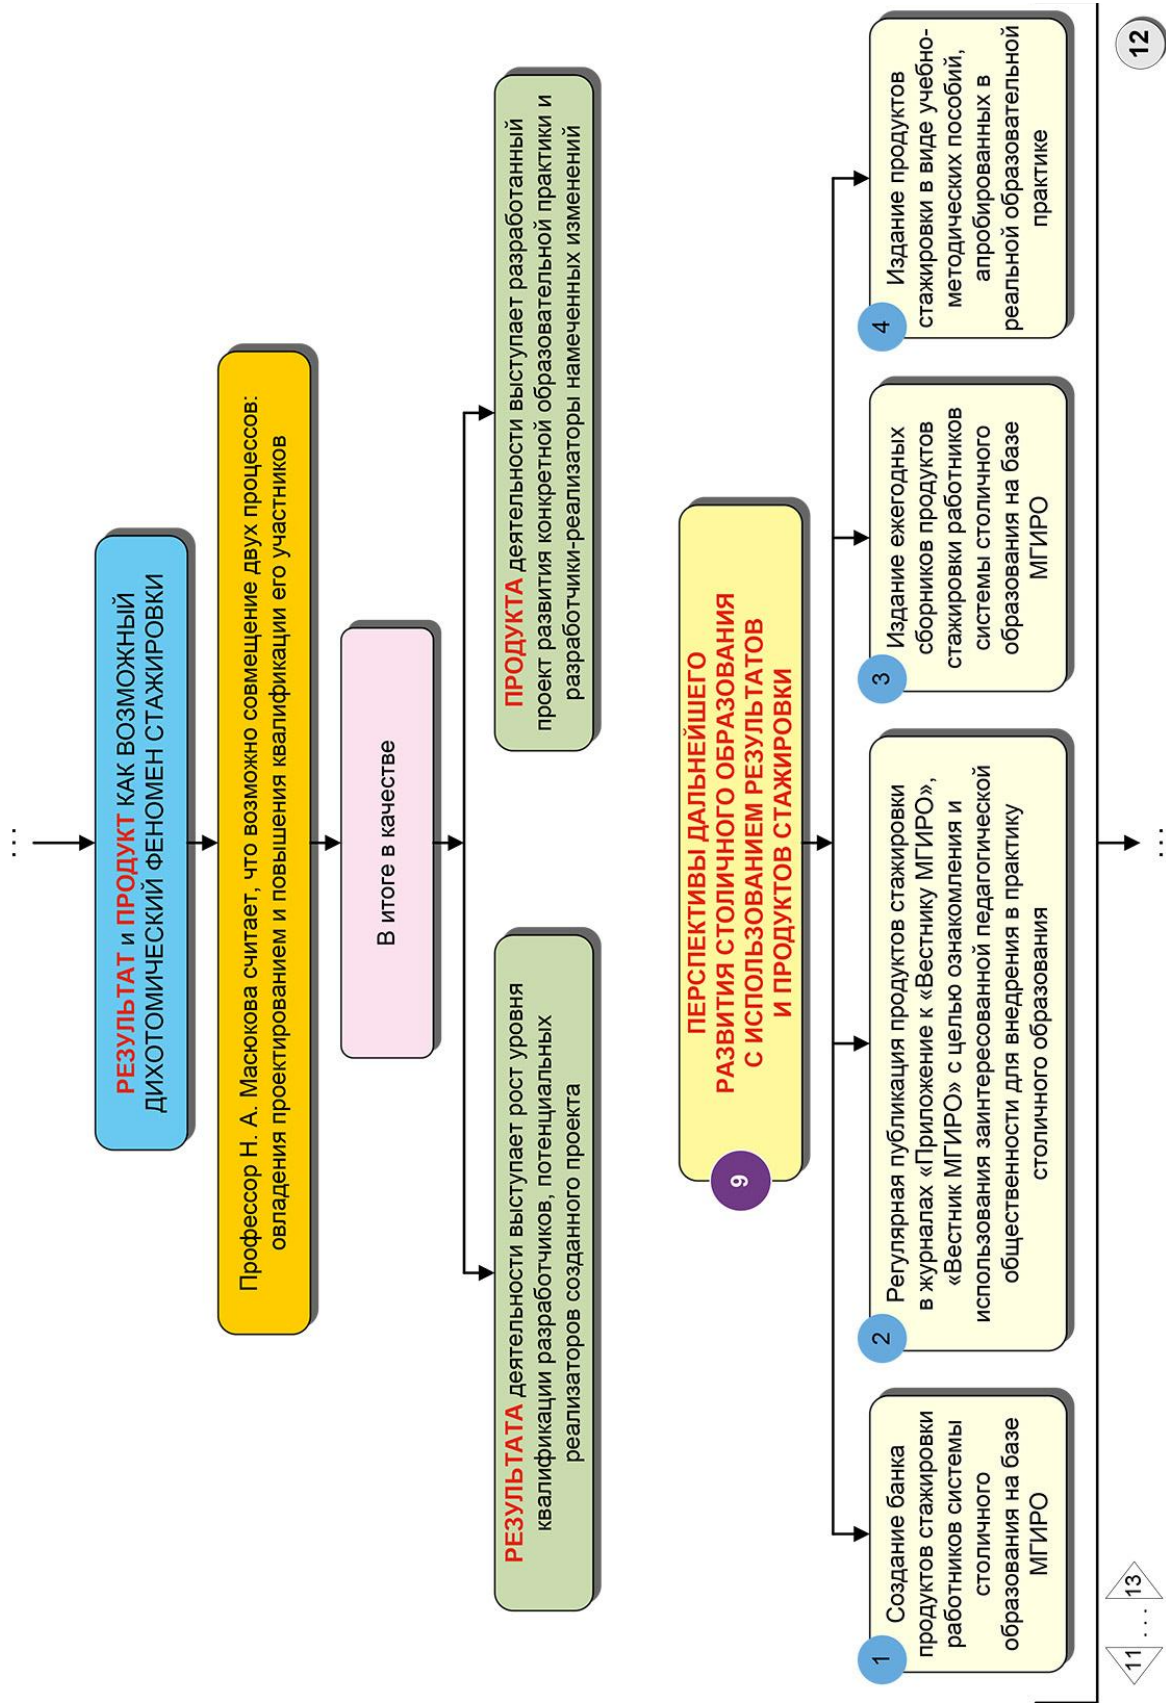 ...
РЕЗУЛЬТАТ и ПРОДУКТ КАК ВОЗМОЖНЫЙ
ДИХОТОМИЧЕСКИЙ ФЕНОМЕН СТАЖИРОВКИ
Профессор Н. А. Масюкова считает, что возможно совмещение двух процессов:
овладения проектированием и повышения квалификации его участников
В итоге в качестве
РЕЗУЛЬТАТА деятельности выступает рост уровня
квалификации разработчиков, потенциальных
реализаторов созданного проекта
ПРОДУКТА деятельности выступает разработанный
проект развития конкретной образовательной практики и
разработчики-реализаторы намеченных изменений
9
ПЕРСПЕКТИВЫ ДАЛЬНЕЙШЕГО
РАЗВИТИЯ СТОЛИЧНОГО ОБРАЗОВАНИЯ
С ИСПОЛЬЗОВАНИЕМ РЕЗУЛЬТАТОВ
И ПРОДУКТОВ СТАЖИРОВКИ
1
Создание банка
продуктов стажировки
работников системы
столичного
образования на базе
МГИРО
2
Регулярная публикация продуктов стажировки
в журналах «Приложение к «Вестнику МГИРО»,
«Вестник МГИРО» с целью ознакомления и
использования заинтересованной педагогической
общественности для внедрения в практику
столичного образования
3
Издание ежегодных
сборников продуктов
стажировки работников
системы столичного
образования на базе
МГИРО
4
Издание продуктов
стажировки в виде учебно-
методических пособий,
апробированных в
реальной образовательной
практике
...
11 ... 13
12